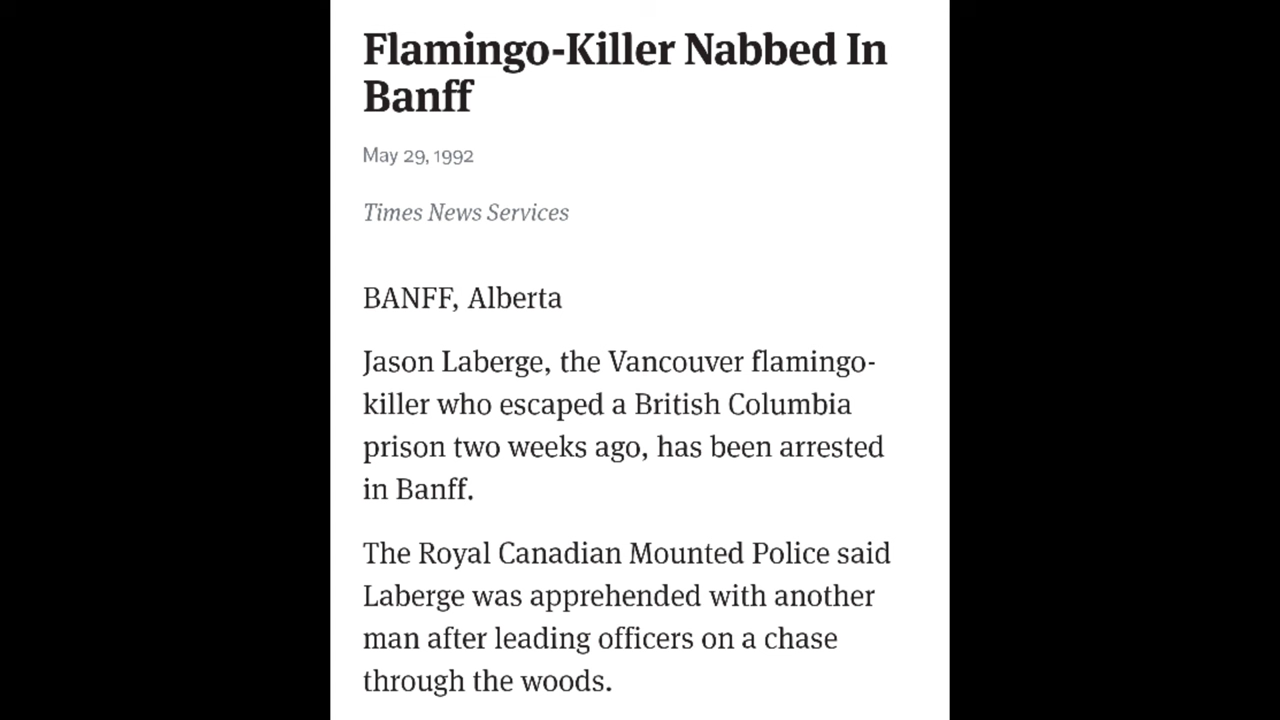 Flamingo-Killer Nabbed In
Banff
May 29, 1992
Times News Services
BANFF, Alberta
Jason Laberge, the Vancouver flamingo-
killer who escaped a British Columbia
prison two weeks ago, has been arrested
in Banff.
The Royal Canadian Mounted Police said
Laberge was apprehended with another
man after leading officers on a chase
through the woods.